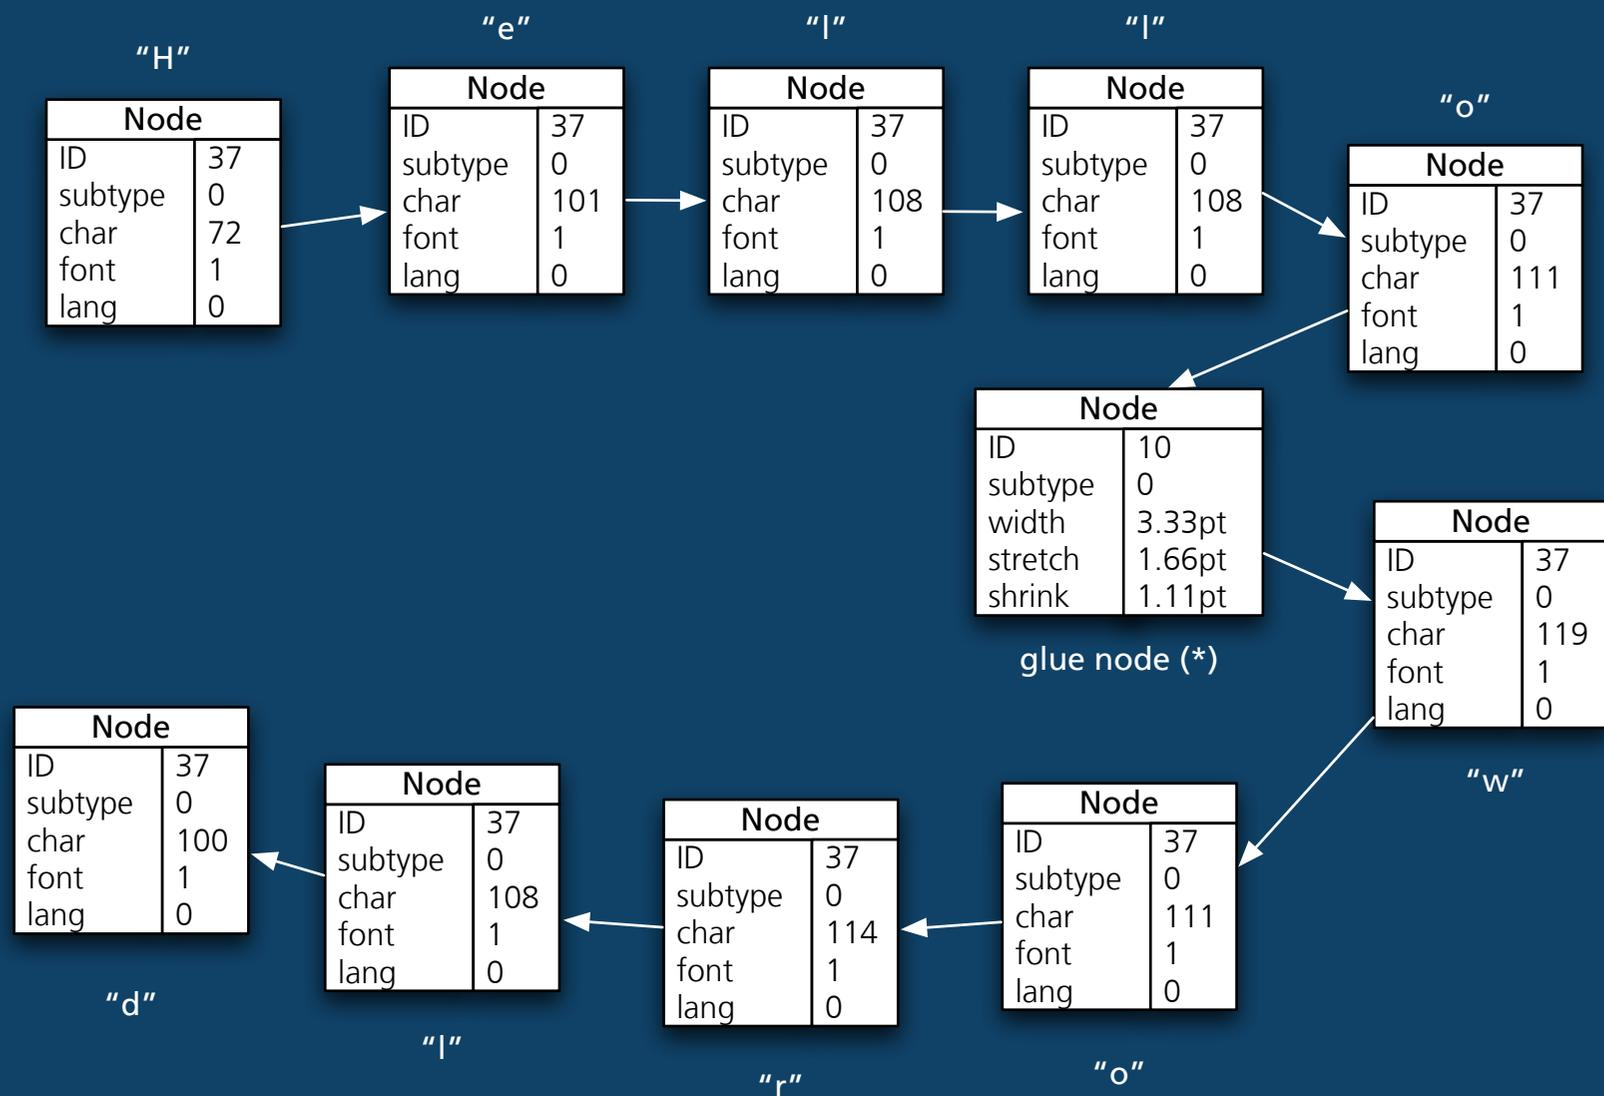 “H”
Node
ID 37
subtype 0
char 72
font 1
lang 0
“e”
Node
ID 37
subtype 0
char 101
font 1
lang 0
“l”
Node
ID 37
subtype 0
char 108
font 1
lang 0
“l”
Node
ID 37
subtype 0
char 108
font 1
lang 0
“o”
Node
ID 37
subtype 0
char 111
font 1
lang 0
Node
ID 10
subtype 0
width 3.33pt
stretch 1.66pt
shrink 1.11pt
glue node (*)
Node
ID 37
subtype 0
char 119
font 1
lang 0
“w”
Node
ID 37
subtype 0
char 111
font 1
lang 0
“o”
Node
ID 37
subtype 0
char 114
font 1
lang 0
“r”
Node
ID 37
subtype 0
char 108
font 1
lang 0
“l”
Node
ID 37
subtype 0
char 100
font 1
lang 0
“d”